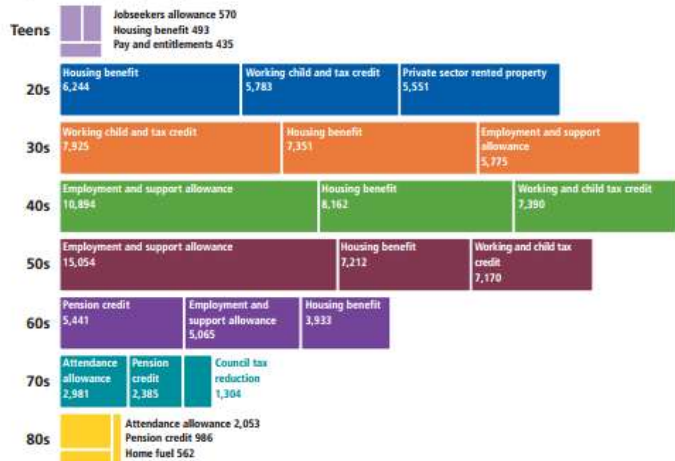 Teens
Jobseekers allowance 570
Housing benefit 493
Pay and entitlements 435
20s
Housing benefit
6,244
Working child and tax credit
5,783
Private sector rented property
5,551
30s
Working child and tax credit
7,925
Housing benefit
7,351
Employment and support
allowance
5,775
40s
Employment and support allowance
10,894
Housing benefit
8,162
Working and child tax credit
7,390
50s
Employment and support allowance
15,054
Housing benefit
7,212
Working and child tax
credit
7,170
60s
Pension credit
5,441
Employment and
support allowance
5,065
Housing benefit
3,933
70s
Attendance
allowance
2,981
Pension
credit
2,385
Council tax
reduction
1,304
80s
Attendance allowance 2,053
Pension credit 986
Home fuel 562